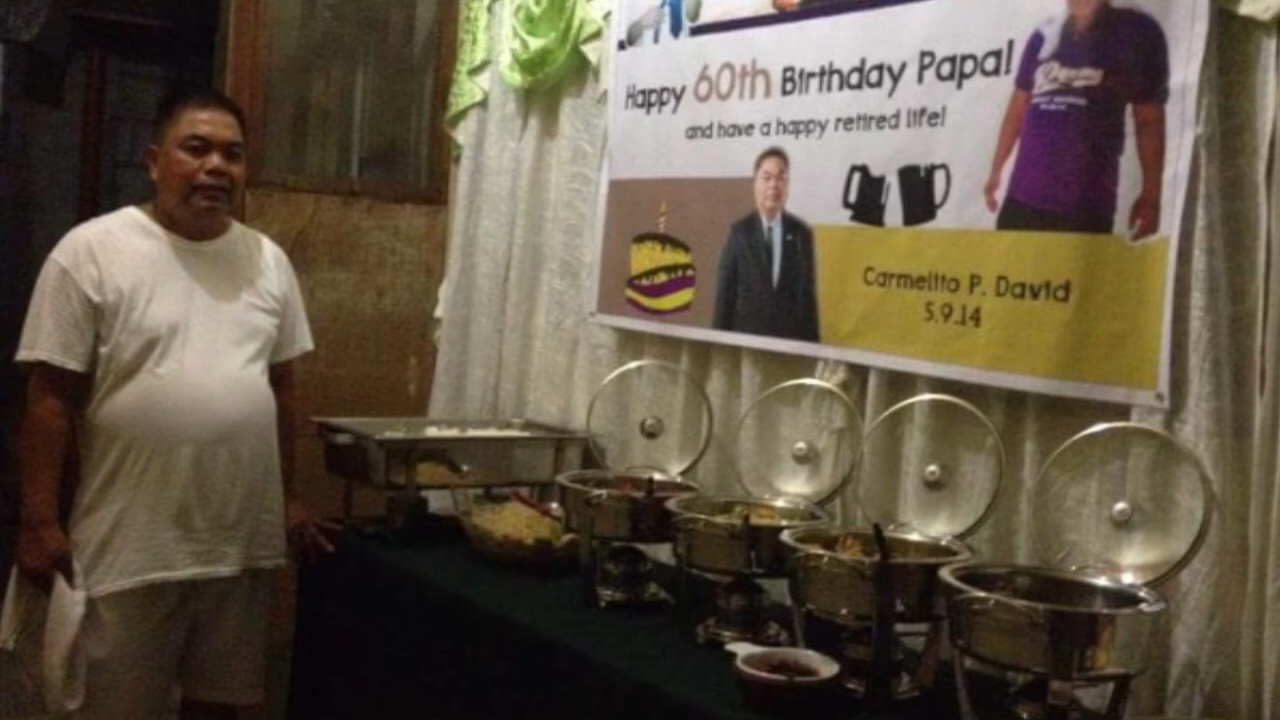 Happy 60th Birthday Papa!
and have a happy retired life!
Carmelito P. David
5.9.14